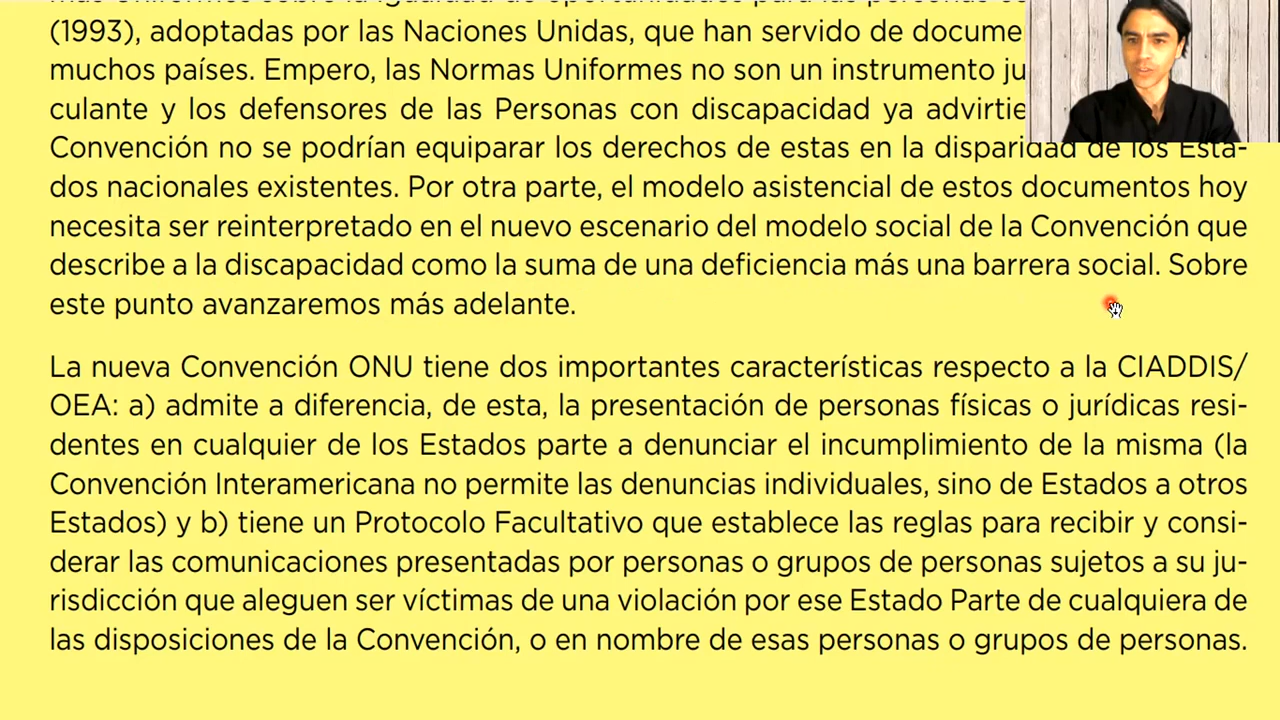 mas Uniformes sobre la igualdad de oportunidades para las personas
(1993), adoptadas por las Naciones Unidas, que han servido de
muchos países. Empero, las Normas Uniformes no son un instrumento
culante y los defensores de las Personas con discapacidad ya
Convención no se podrían equiparar los derechos de estas en la disparidad de los Esta-
dos nacionales existentes. Por otra parte, el modelo asistencial de estos documentos hoy
necesita ser reinterpretado en el nuevo escenario del modelo social de la Convención que
describe a la discapacidad como la suma de una deficiencia más una barrera social. Sobre
este punto avanzaremos más adelante.
La nueva Convención ONU tiene dos importantes características respecto a la CIADDIS/
OEA: a) admite a diferencia, de esta, la presentación de personas físicas o jurídicas resi-
dentes en cualquier de los Estados parte a denunciar el incumplimiento de la misma (la
Convención Interamericana no permite las denuncias individuales, sino de Estados a otros
Estados) y b) tiene un Protocolo Facultativo que establece las reglas para recibir y consi-
derar las comunicaciones presentadas por personas o grupos de personas sujetos a su ju-
risdicción que aleguen ser víctimas de una violación por ese Estado Parte de cualquiera de
las disposiciones de la Convención, o en nombre de esas personas o grupos de personas.